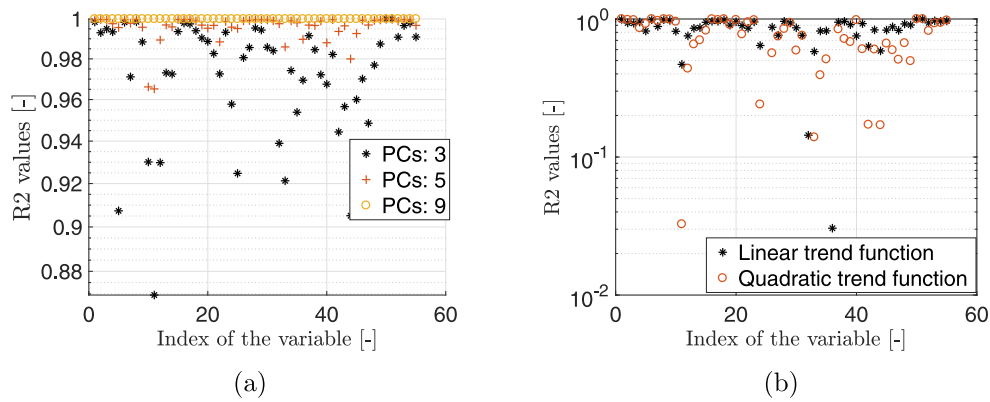 1
0.98
0.96
0.94
0.92
0.9
0.88
R2 values [-]
PCs: 3
PCs: 5
PCs: 9
0 20 40 60
Index of the variable [-]
(a)
10^0
10^-1
10^-2
R2 values [-]
Linear trend function
Quadratic trend function
0 20 40 60
Index of the variable [-]
(b)